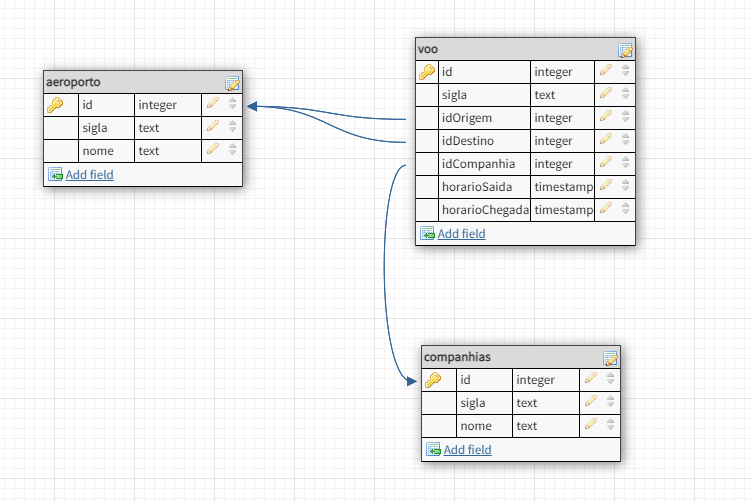 aeroporto
id integer
sigla text
nome text
Add field
voo
id integer
sigla text
idOrigem integer
idDestino integer
idCompanhia integer
horarioSaida timestamp
horarioChegada timestamp
Add field
companhias
id integer
sigla text
nome text
Add field